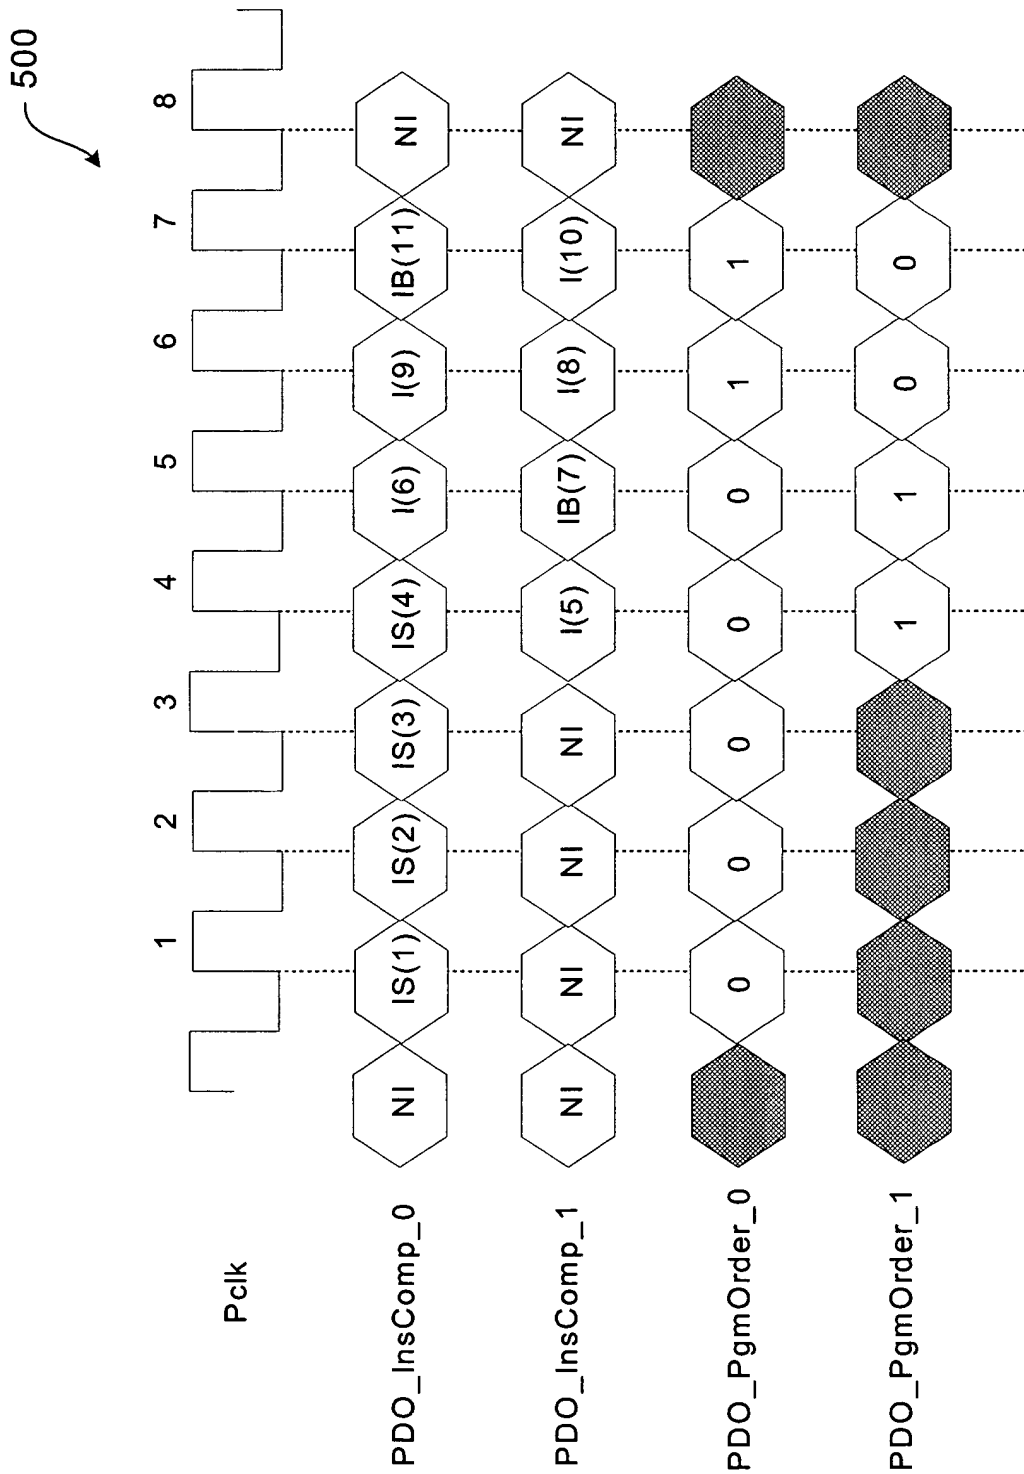 500
1 2 3 4 5 6 7 8
Pclk
PDO_InsComp_0 NI IS(1) IS(2) IS(3) IS(4) I(6) I(9) IB(11) NI
PDO_InsComp_1 NI NI NI NI I(5) IB(7) I(8) I(10) NI
PDO_PgmOrder_0 0 0 0 0 0 1 1
PDO_PgmOrder_1 1 1 0 0